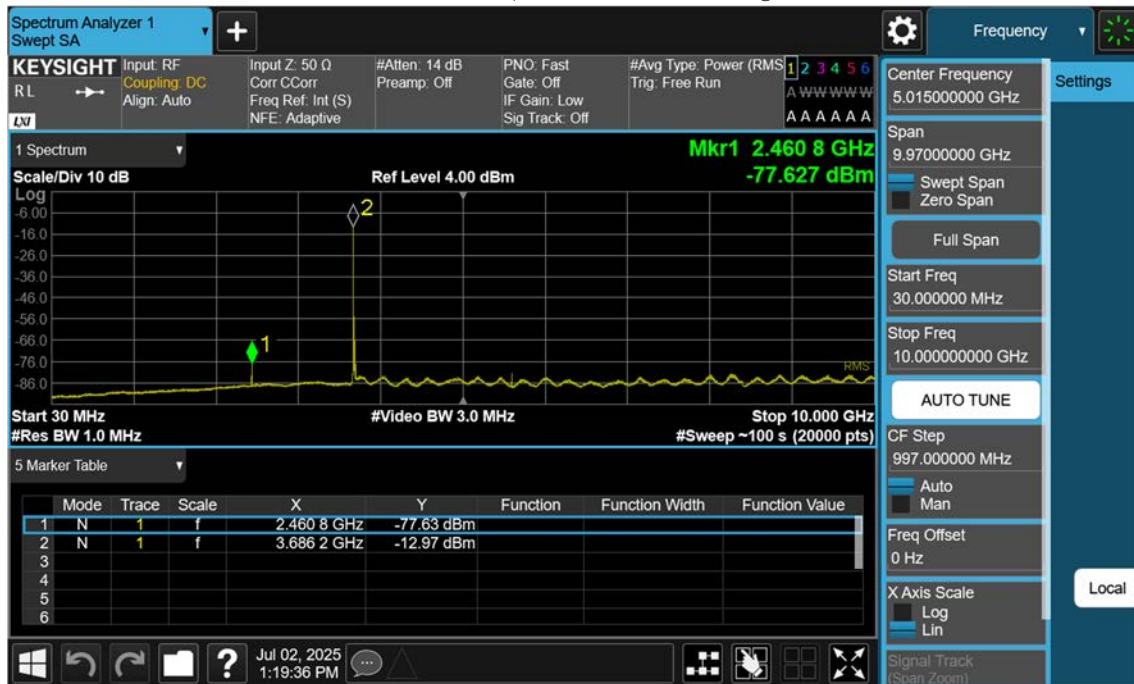 Spectrum Analyzer 1
Swept SA
Frequency
KEYSIGHT
RL
LXI
Input: RF
Coupling: DC
Align: Auto
Input Z: 50 Ω
Corr CCorr
Freq Ref: Int (S)
NFE: Adaptive
#Atten: 14 dB
Preamp: Off
PNO: Fast
Gate: Off
IF Gain: Low
Sig Track: Off
#Avg Type: Power (RMS
Trig: Free Run
1 2 3 4 5 6
A W W W W W
A A A A A A
1 Spectrum
Mkr1 2.460 8 GHz
Scale/Div 10 dB
Ref Level 4.00 dBm
-77.627 dBm
Log
-6.00
-16.0
-26.0
-36.0
-46.0
-56.0
-66.0
-76.0
-86.0
2
1
RMS
Start 30 MHz
#Video BW 3.0 MHz
Stop 10.000 GHz
#Res BW 1.0 MHz
#Sweep ~100 s (20000 pts)
5 Marker Table
Mode Trace Scale X Y Function Function Width Function Value
1 N 1 f 2.460 8 GHz -77.63 dBm
2 N 1 f 3.686 2 GHz -12.97 dBm
3
4
5
6
Jul 02, 2025
1:19:36 PM
Center Frequency
5.015000000 GHz
Span
9.97000000 GHz
Swept Span
Zero Span
Full Span
Start Freq
30.000000 MHz
Stop Freq
10.000000000 GHz
AUTO TUNE
CF Step
997.000000 MHz
Auto
Man
Freq Offset
0 Hz
X Axis Scale
Log
Lin
Signal Track
(Span Zoom)
Settings
Local